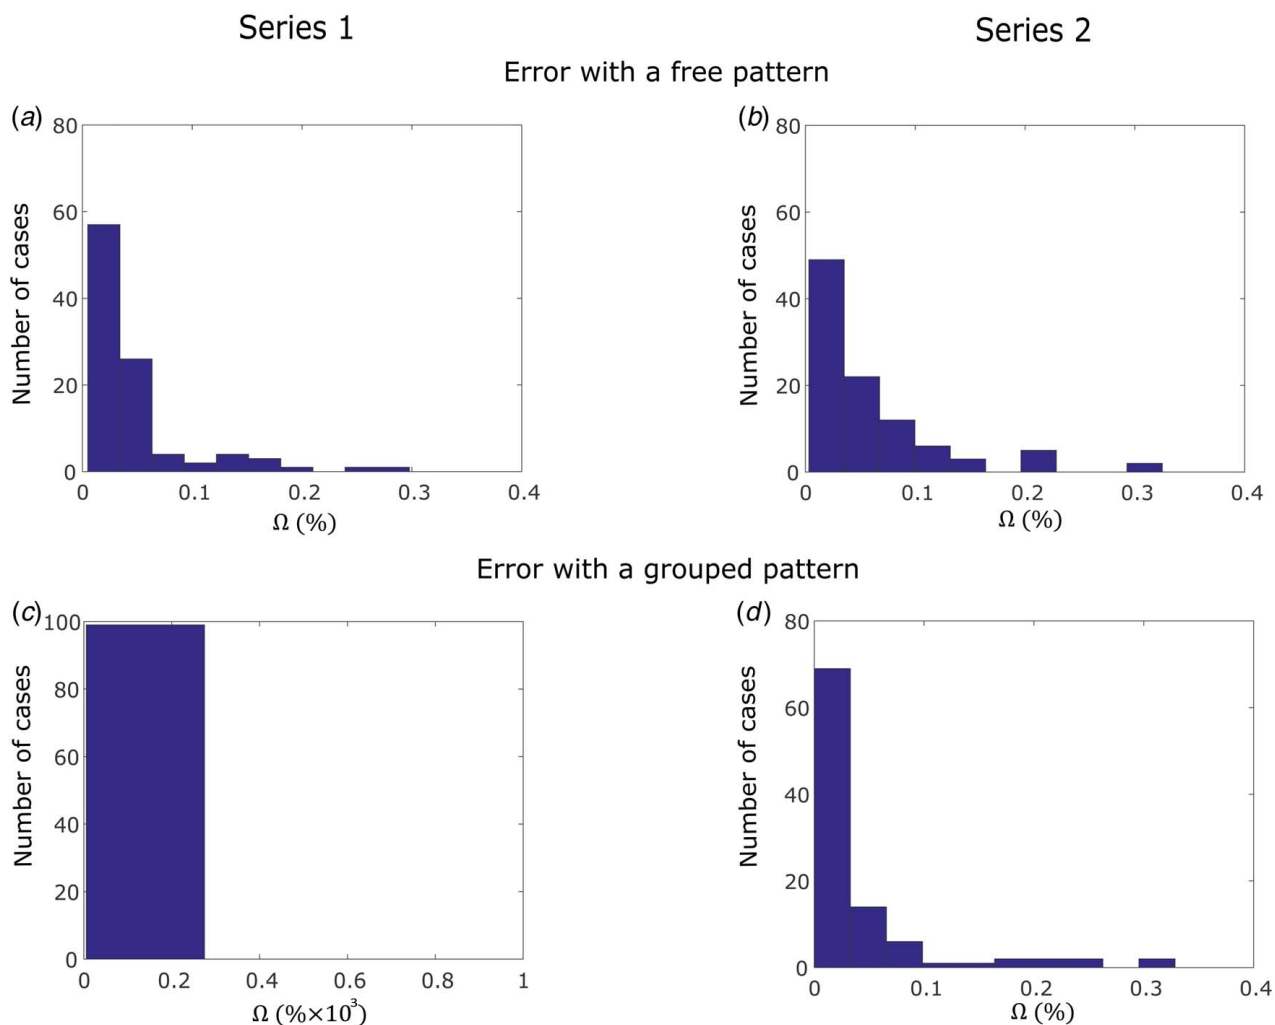 Series 1
Series 2
Error with a free pattern
(a)
80
60
40
20
0
Number of cases
0 0.1 0.2 0.3 0.4
Ω (%)
(b)
80
60
40
20
0
Number of cases
0 0.1 0.2 0.3 0.4
Ω (%)
Error with a grouped pattern
(c)
100
80
60
40
20
0
Number of cases
0 0.2 0.4 0.6 0.8 1
Ω (%×10³)
(d)
80
60
40
20
0
Number of cases
0 0.1 0.2 0.3 0.4
Ω (%)